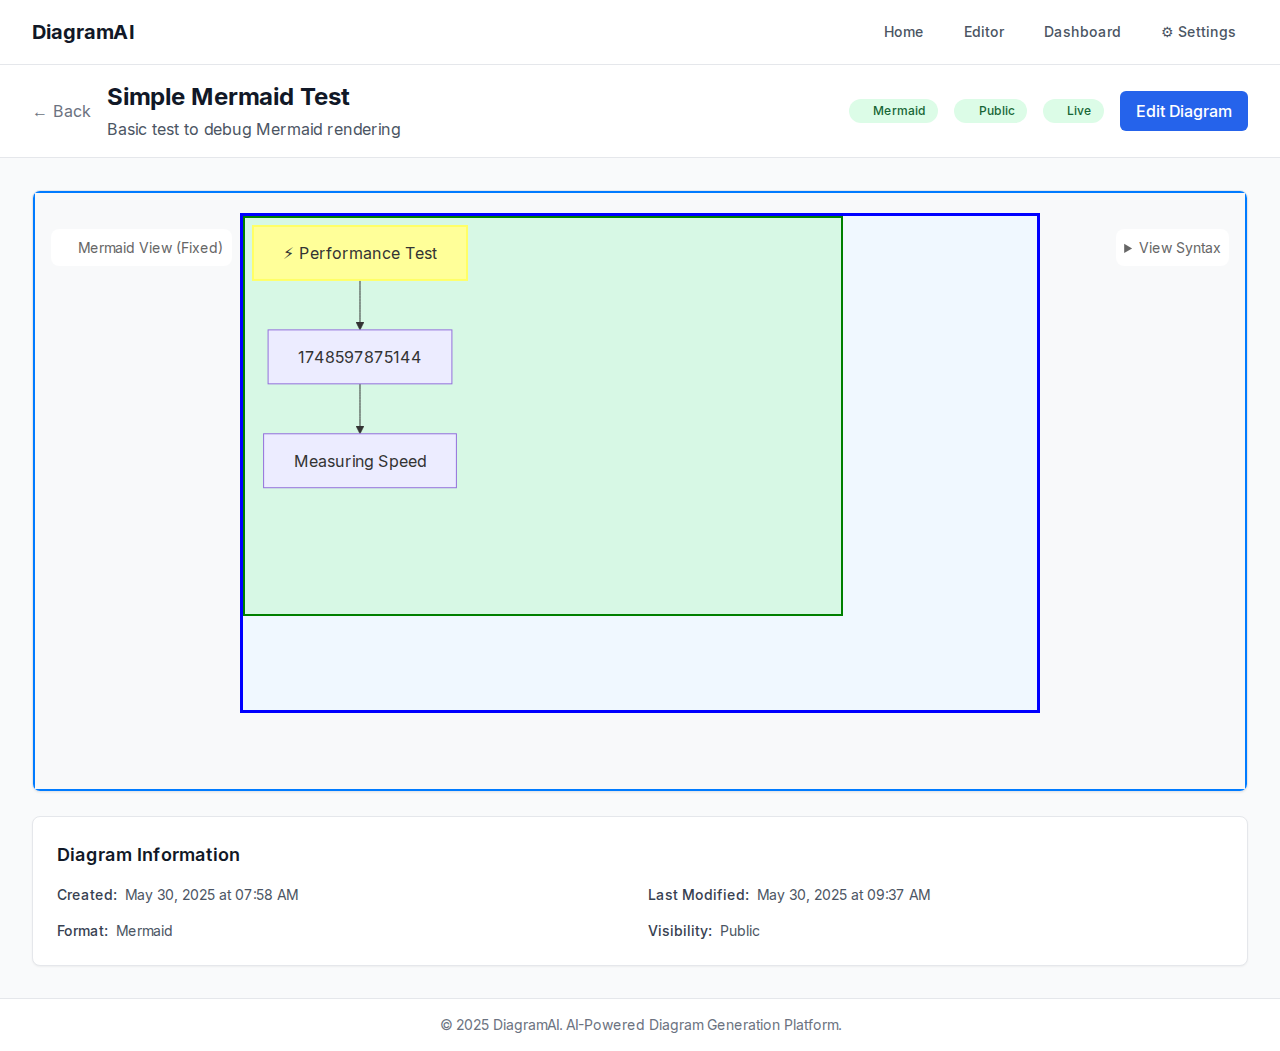 DiagramAI
Home
Editor
Dashboard
⚙ Settings
← Back
Simple Mermaid Test
Basic test to debug Mermaid rendering
Mermaid
Public
Live
Edit Diagram
Mermaid View (Fixed)
▶ View Syntax
⚡ Performance Test
1748597875144
Measuring Speed
Diagram Information
Created: May 30, 2025 at 07:58 AM
Last Modified: May 30, 2025 at 09:37 AM
Format: Mermaid
Visibility: Public
© 2025 DiagramAI. AI-Powered Diagram Generation Platform.